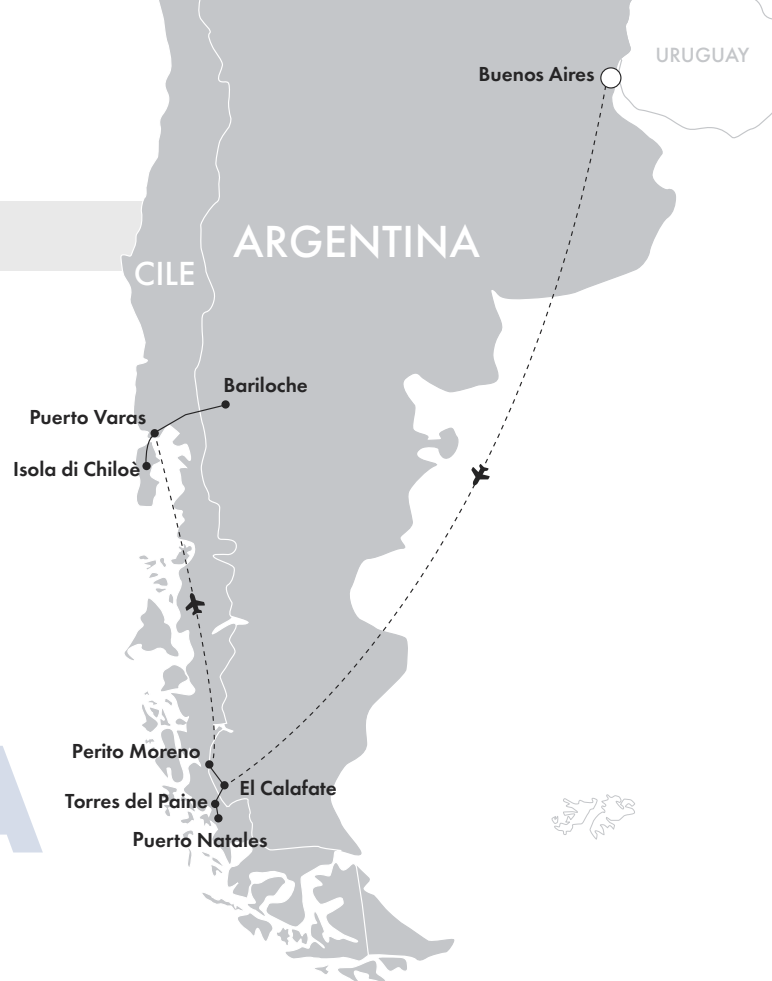 URUGUAY
Buenos Aires
ARGENTINA
CILE
Bariloche
Puerto Varas
Isola di Chiloè
Perito Moreno
El Calafate
Torres del Paine
Puerto Natales
A